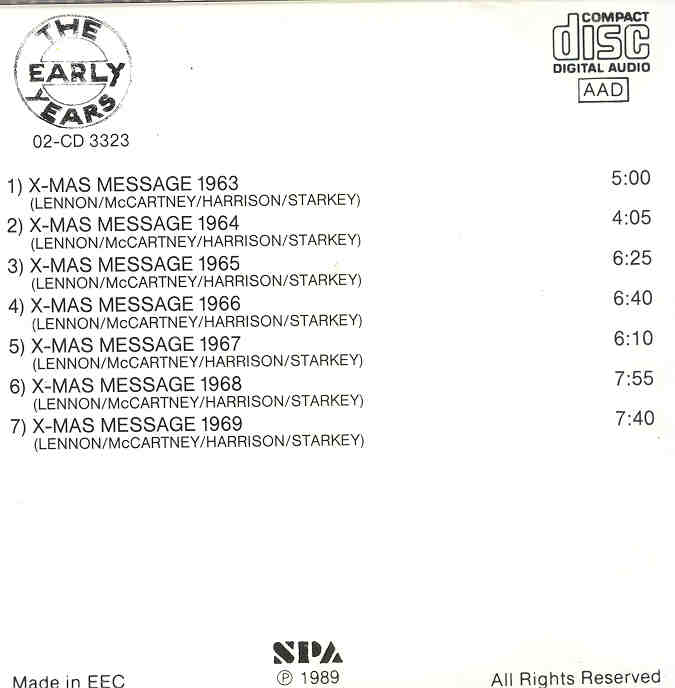 THE
EARLY
YEARS
COMPACT
disc
DIGITAL AUDIO
AAD
02-CD 3323
1) X-MAS MESSAGE 1963 5:00
(LENNON/McCARTNEY/HARRISON/STARKEY)
2) X-MAS MESSAGE 1964 4:05
(LENNON/McCARTNEY/HARRISON/STARKEY)
3) X-MAS MESSAGE 1965 6:25
(LENNON/McCARTNEY/HARRISON/STARKEY)
4) X-MAS MESSAGE 1966 6:40
(LENNON/McCARTNEY/HARRISON/STARKEY)
5) X-MAS MESSAGE 1967 6:10
(LENNON/McCARTNEY/HARRISON/STARKEY)
6) X-MAS MESSAGE 1968 7:55
(LENNON/McCARTNEY/HARRISON/STARKEY)
7) X-MAS MESSAGE 1969 7:40
(LENNON/McCARTNEY/HARRISON/STARKEY)
SPA
Made in EEC ℗ 1989 All Rights Reserved